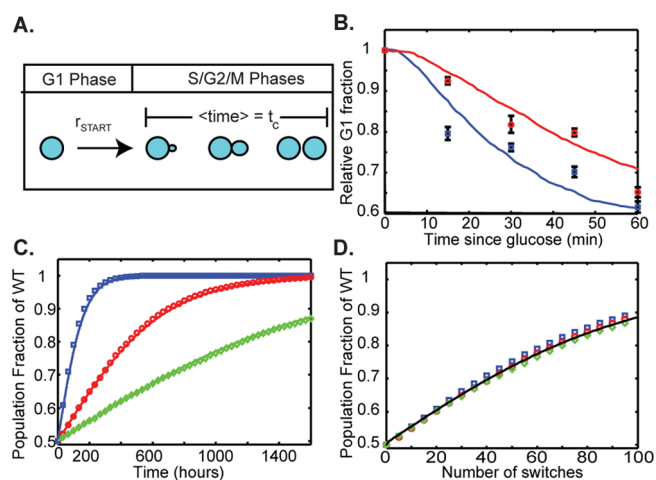 A.
G1 Phase S/G2/M Phases
r_START <time> = t_c
B.
Relative G1 fraction
1
0.9
0.8
0.7
0.6
0 10 20 30 40 50 60
Time since glucose (min)
C.
Population Fraction of WT
1
0.9
0.8
0.7
0.6
0.5
0 200 600 1000 1400
Time (hours)
D.
Population Fraction of WT
1
0.9
0.8
0.7
0.6
0.5
0 20 40 60 80 100
Number of switches